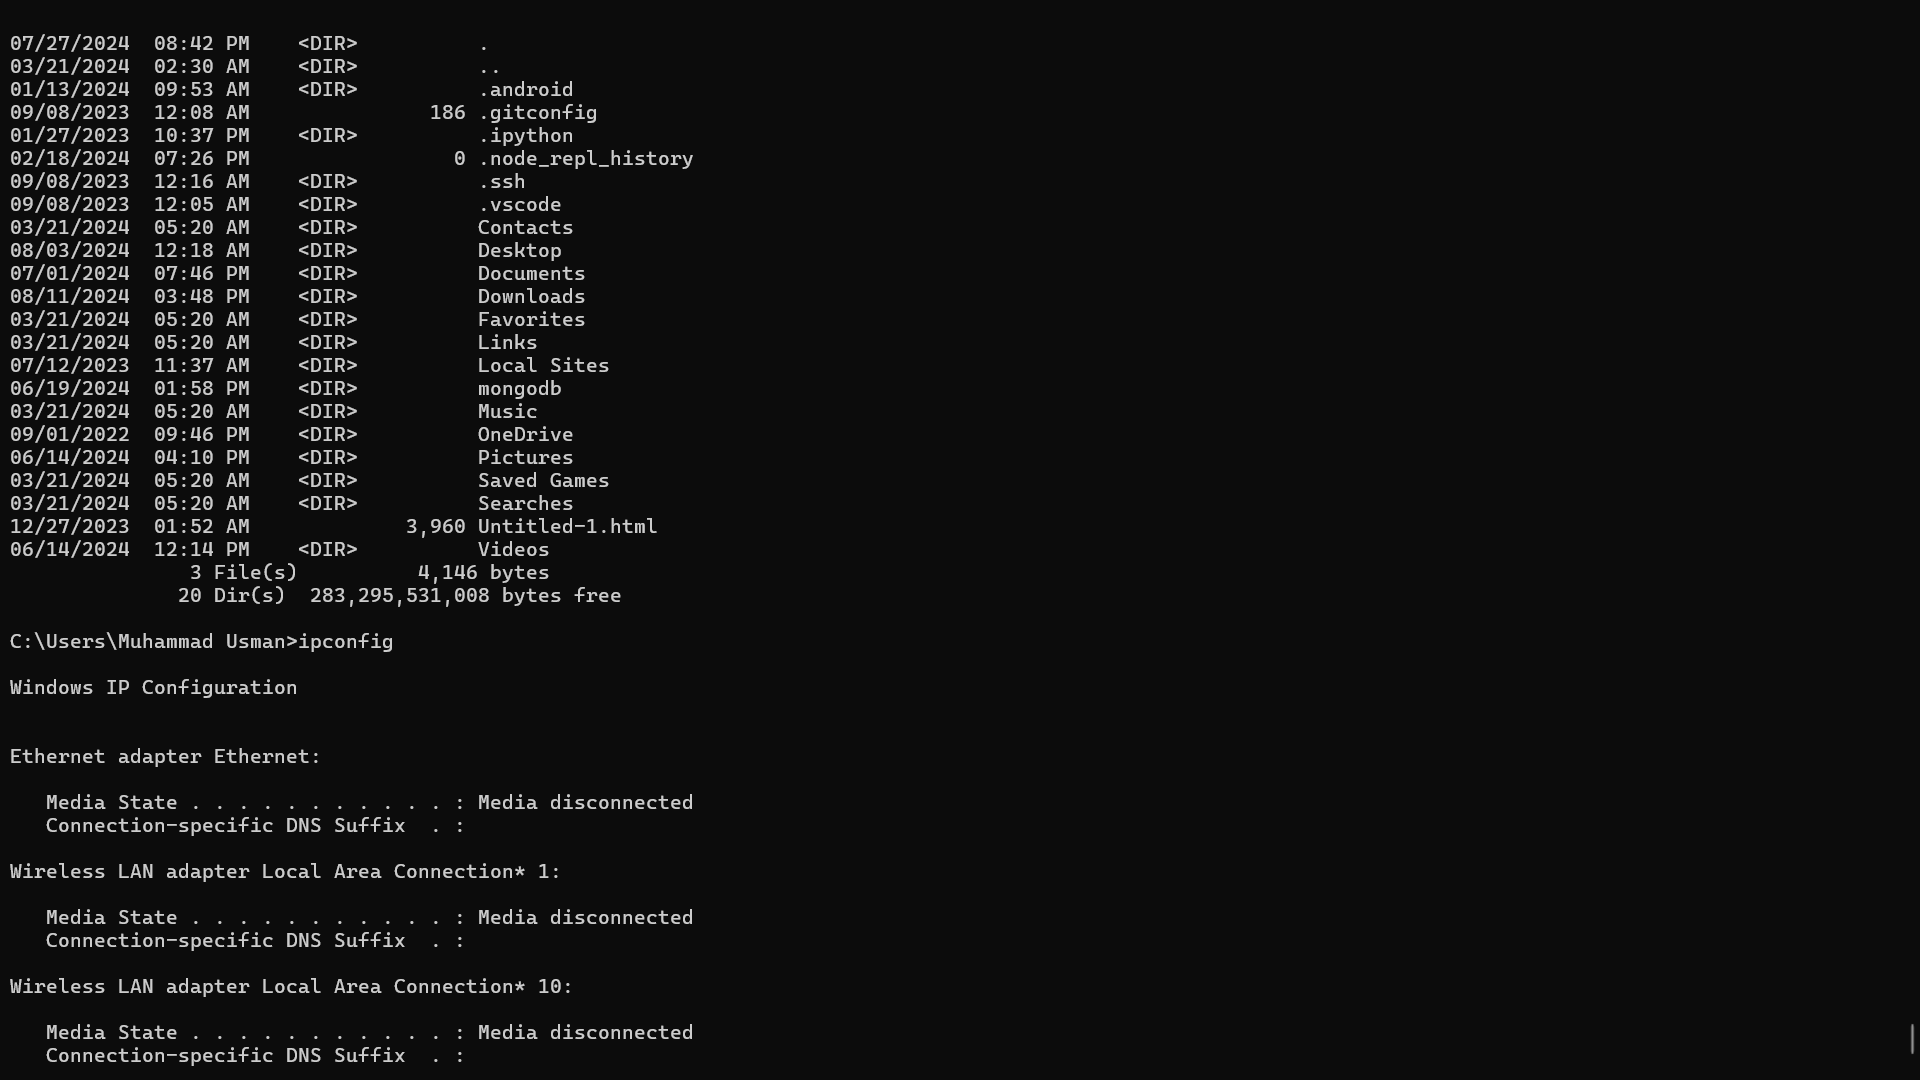 07/27/2024  08:42 PM    <DIR>          .
03/21/2024  02:30 AM    <DIR>          ..
01/13/2024  09:53 AM    <DIR>          .android
09/08/2023  12:08 AM               186 .gitconfig
01/27/2023  10:37 PM    <DIR>          .ipython
02/18/2024  07:26 PM                 0 .node_repl_history
09/08/2023  12:16 AM    <DIR>          .ssh
09/08/2023  12:05 AM    <DIR>          .vscode
03/21/2024  05:20 AM    <DIR>          Contacts
08/03/2024  12:18 AM    <DIR>          Desktop
07/01/2024  07:46 PM    <DIR>          Documents
08/11/2024  03:48 PM    <DIR>          Downloads
03/21/2024  05:20 AM    <DIR>          Favorites
03/21/2024  05:20 AM    <DIR>          Links
07/12/2023  11:37 AM    <DIR>          Local Sites
06/19/2024  01:58 PM    <DIR>          mongodb
03/21/2024  05:20 AM    <DIR>          Music
09/01/2022  09:46 PM    <DIR>          OneDrive
06/14/2024  04:10 PM    <DIR>          Pictures
03/21/2024  05:20 AM    <DIR>          Saved Games
03/21/2024  05:20 AM    <DIR>          Searches
12/27/2023  01:52 AM             3,960 Untitled-1.html
06/14/2024  12:14 PM    <DIR>          Videos
               3 File(s)          4,146 bytes
              20 Dir(s)  283,295,531,008 bytes free
C:\Users\Muhammad Usman>ipconfig
Windows IP Configuration
Ethernet adapter Ethernet:
   Media State . . . . . . . . . . . : Media disconnected
   Connection-specific DNS Suffix  . :
Wireless LAN adapter Local Area Connection* 1:
   Media State . . . . . . . . . . . : Media disconnected
   Connection-specific DNS Suffix  . :
Wireless LAN adapter Local Area Connection* 10:
   Media State . . . . . . . . . . . : Media disconnected
   Connection-specific DNS Suffix  . :